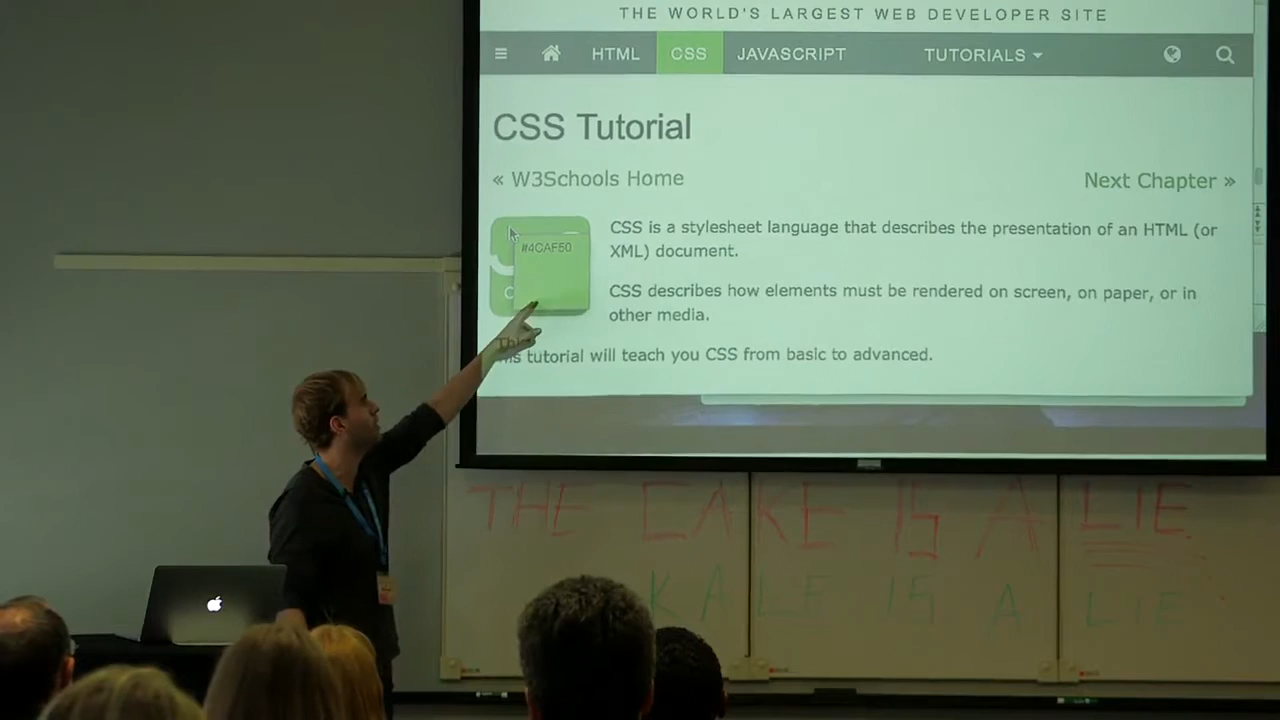 THE WORLD'S LARGEST WEB DEVELOPER SITE
HTML CSS JAVASCRIPT TUTORIALS
CSS Tutorial
« W3Schools Home Next Chapter »
#4CAF50
C
CSS is a stylesheet language that describes the presentation of an HTML (or
XML) document.
CSS describes how elements must be rendered on screen, on paper, or in
other media.
This tutorial will teach you CSS from basic to advanced.
THE CAKE IS A LIE
KALE IS A LIE